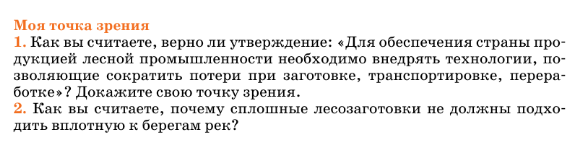 Моя точка зрения
1. Как вы считаете, верно ли утверждение: «Для обеспечения страны про-
дукцией лесной промышленности необходимо внедрять технологии, по-
зволяющие сократить потери при заготовке, транспортировке, перера-
ботке»? Докажите свою точку зрения.
2. Как вы считаете, почему сплошные лесозаготовки не должны подхо-
дить вплотную к берегам рек?